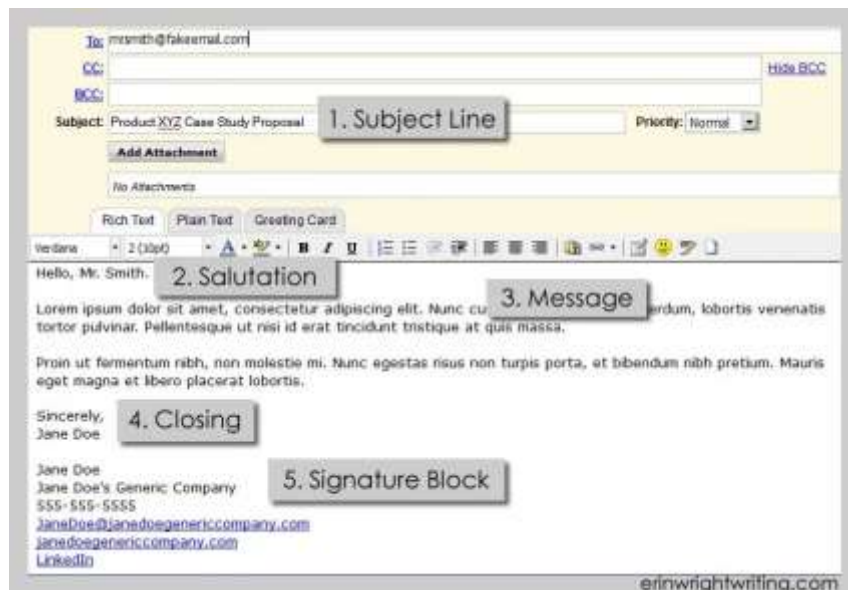 To: mrsmith@fakeemail.com
CC: Hide BCC
BCC:
Subject: Product XYZ Case Study Proposal 1. Subject Line Priority: Normal
Add Attachment
No Attachments
Rich Text Plain Text Greeting Card
Verdana 2 (10pt) A B I U
Hello, Mr. Smith. 2. Salutation
3. Message
Lorem ipsum dolor sit amet, consectetur adipiscing elit. Nunc lobortis venenatis
tortor pulvinar. Pellentesque ut nisi id erat tincidunt tristique at quis massa.
Proin ut fermentum nibh, non molestie mi. Nunc egestas risus non turpis porta, et bibendum nibh pretium. Mauris
eget magna et libero placerat lobortis.
Sincerely,
4. Closing
Jane Doe
Jane Doe
Jane Doe's Generic Company
5. Signature Block
555-555-5555
JaneDoe@janedoegenericcompany.com
janedoegenericcompany.com
LinkedIn
erinwrightwriting.com